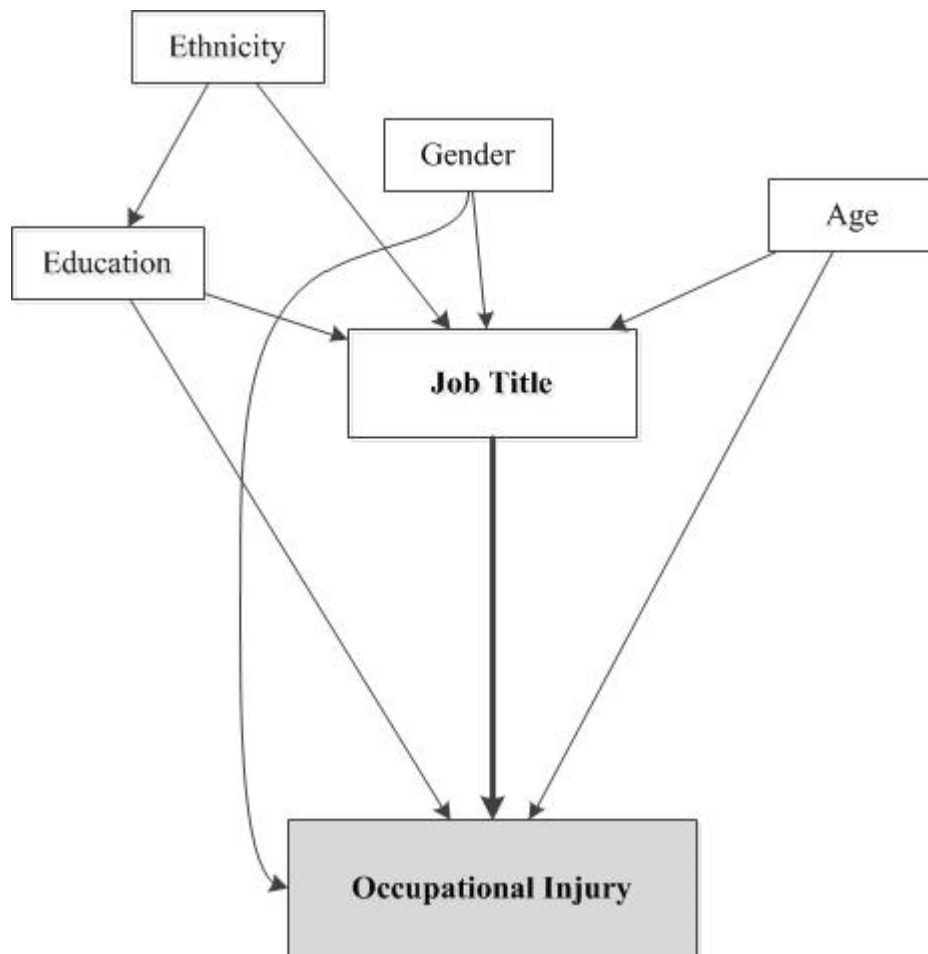 Ethnicity
Gender
Age
Education
Job Title
Occupational Injury